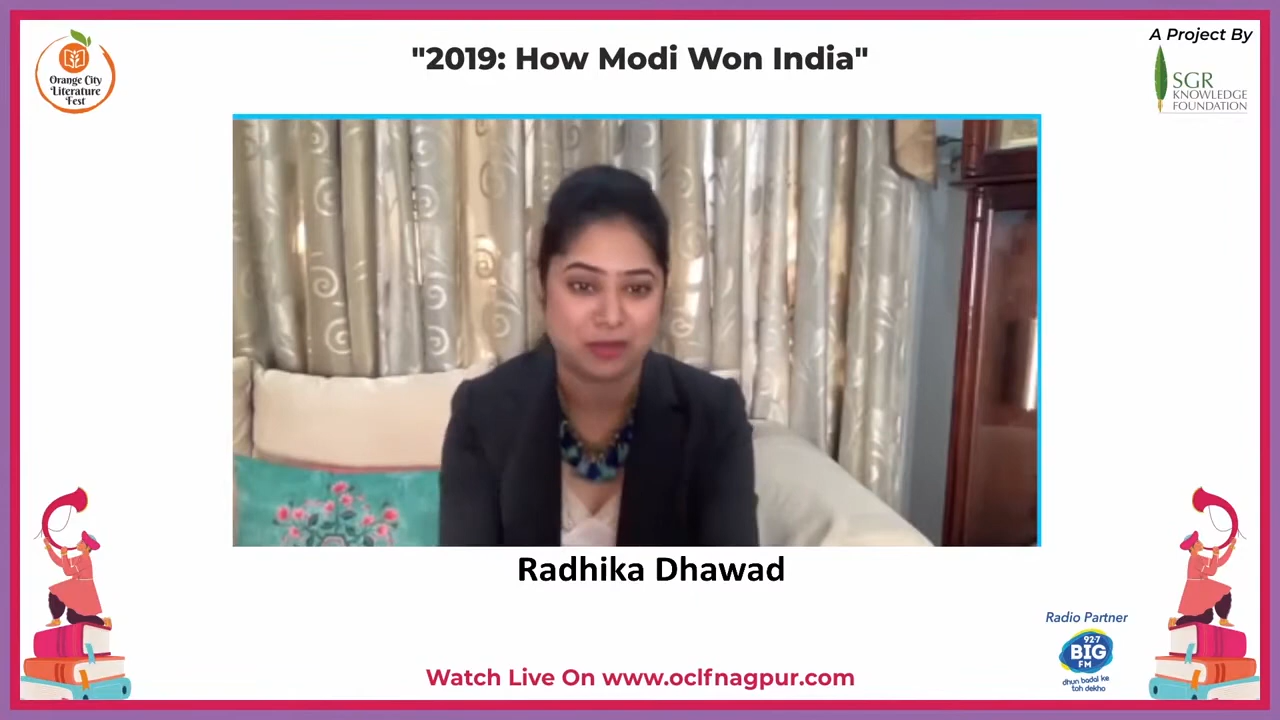 Orange City
Literature
Fest
"2019: How Modi Won India"
A Project By
SGR
KNOWLEDGE
FOUNDATION
Radhika Dhawad
Radio Partner
92.7
BIG
FM
dhun badal ke
toh dekho
Watch Live On www.oclfnagpur.com